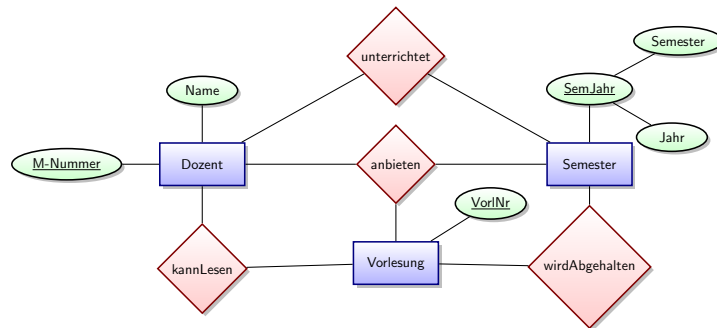 Semester
unterrichtet
Name
SemJahr
Jahr
M-Nummer
Dozent
anbieten
Semester
VorlNr
kannLesen
Vorlesung
wirdAbgehalten